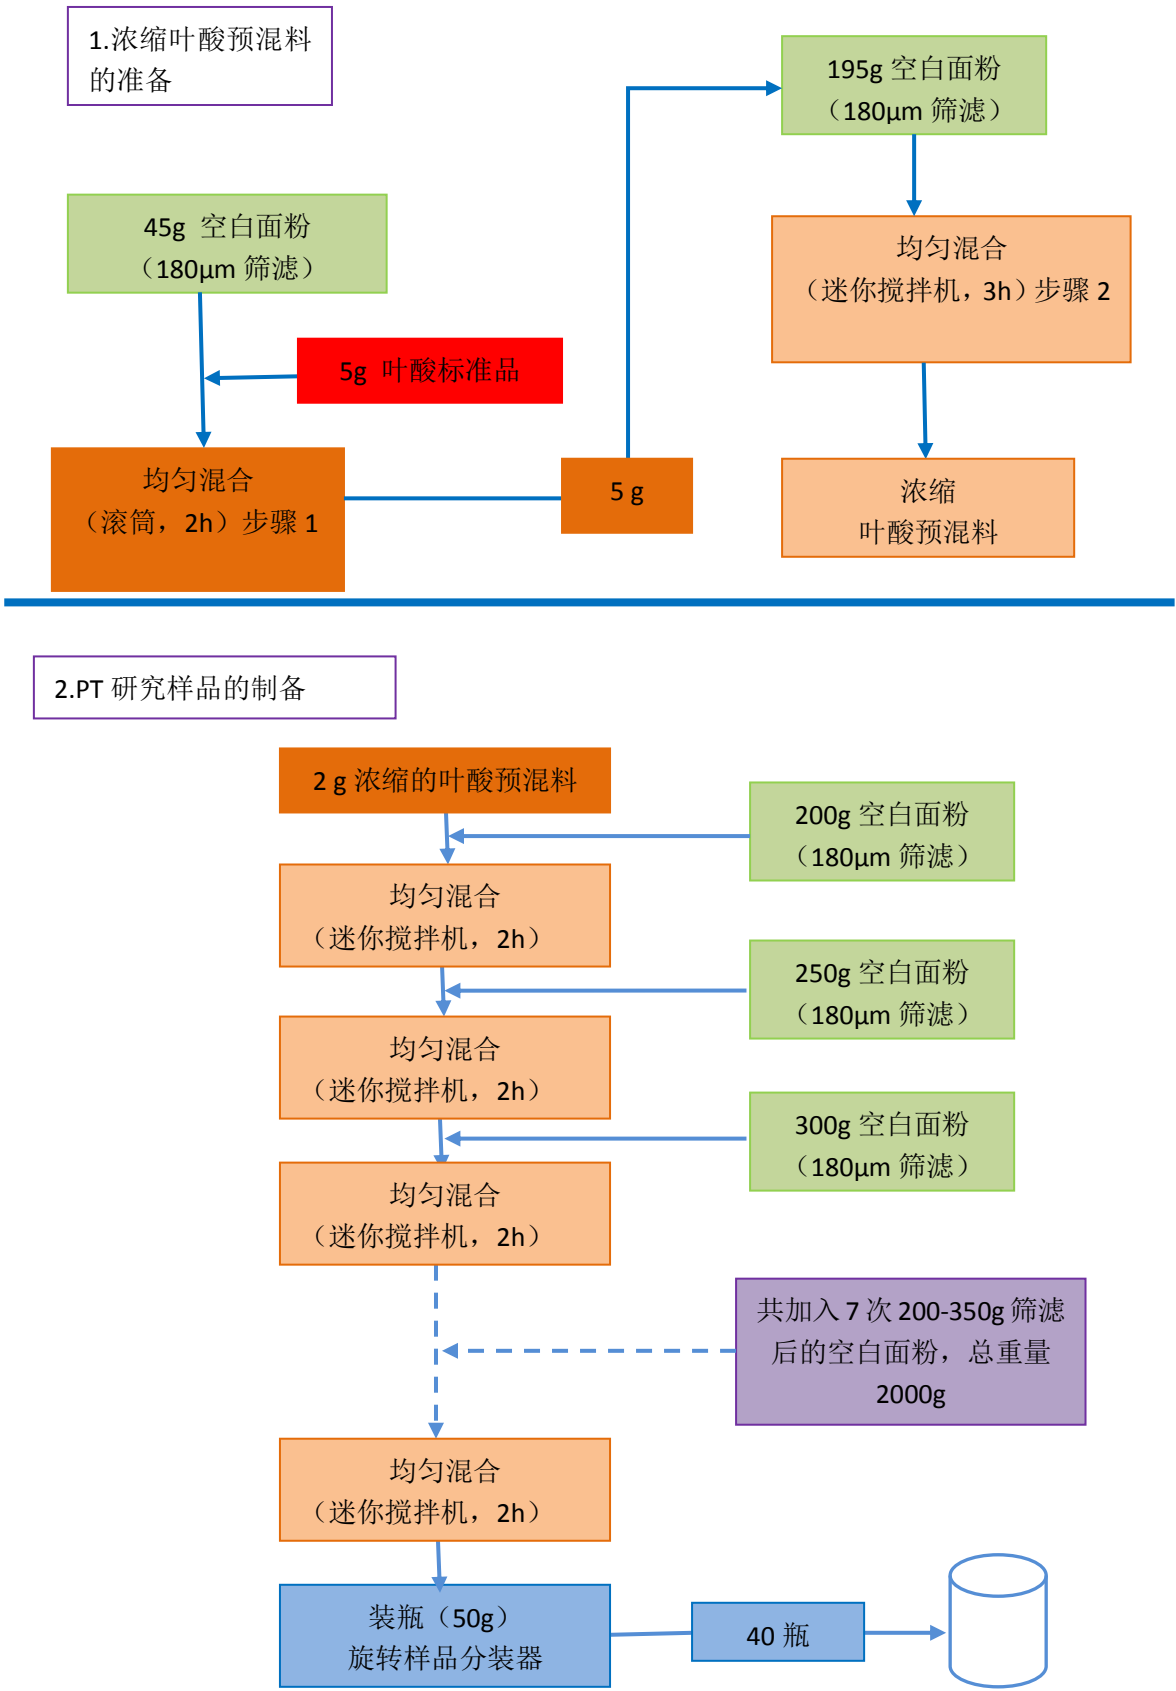 1.浓缩叶酸预混料
的准备
195g 空白面粉
（180μm 筛滤）
45g 空白面粉
（180μm 筛滤）
均匀混合
（迷你搅拌机，3h）步骤 2
5g 叶酸标准品
均匀混合
（滚筒，2h）步骤 1
5 g
浓缩
叶酸预混料
2.PT 研究样品的制备
2 g 浓缩的叶酸预混料
200g 空白面粉
（180μm 筛滤）
均匀混合
（迷你搅拌机，2h）
250g 空白面粉
（180μm 筛滤）
均匀混合
（迷你搅拌机，2h）
300g 空白面粉
（180μm 筛滤）
均匀混合
（迷你搅拌机，2h）
共加入 7 次 200-350g 筛滤
后的空白面粉，总重量
2000g
均匀混合
（迷你搅拌机，2h）
装瓶（50g）
旋转样品分装器
40 瓶